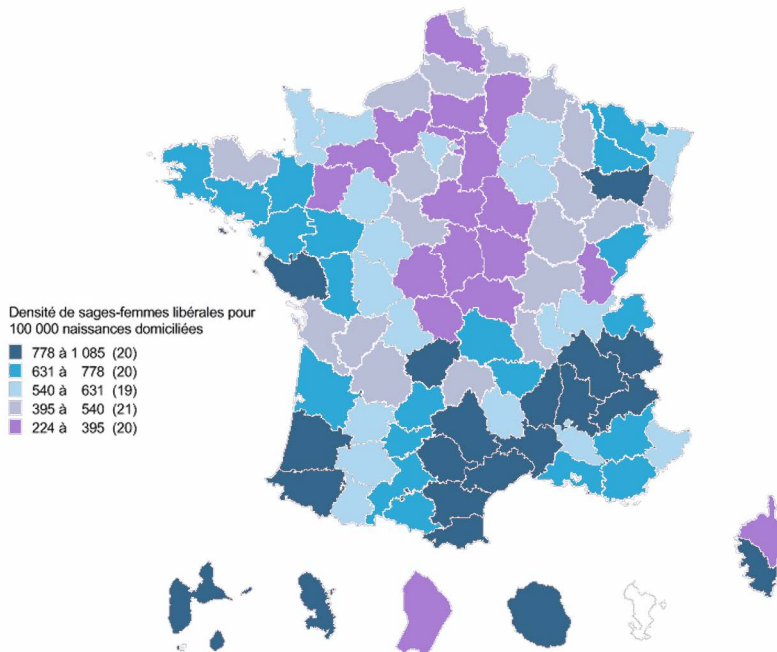 Densité de sages-femmes libérales pour
100 000 naissances domiciliées
778 à 1 085 (20)
631 à 778 (20)
540 à 631 (19)
395 à 540 (21)
224 à 395 (20)